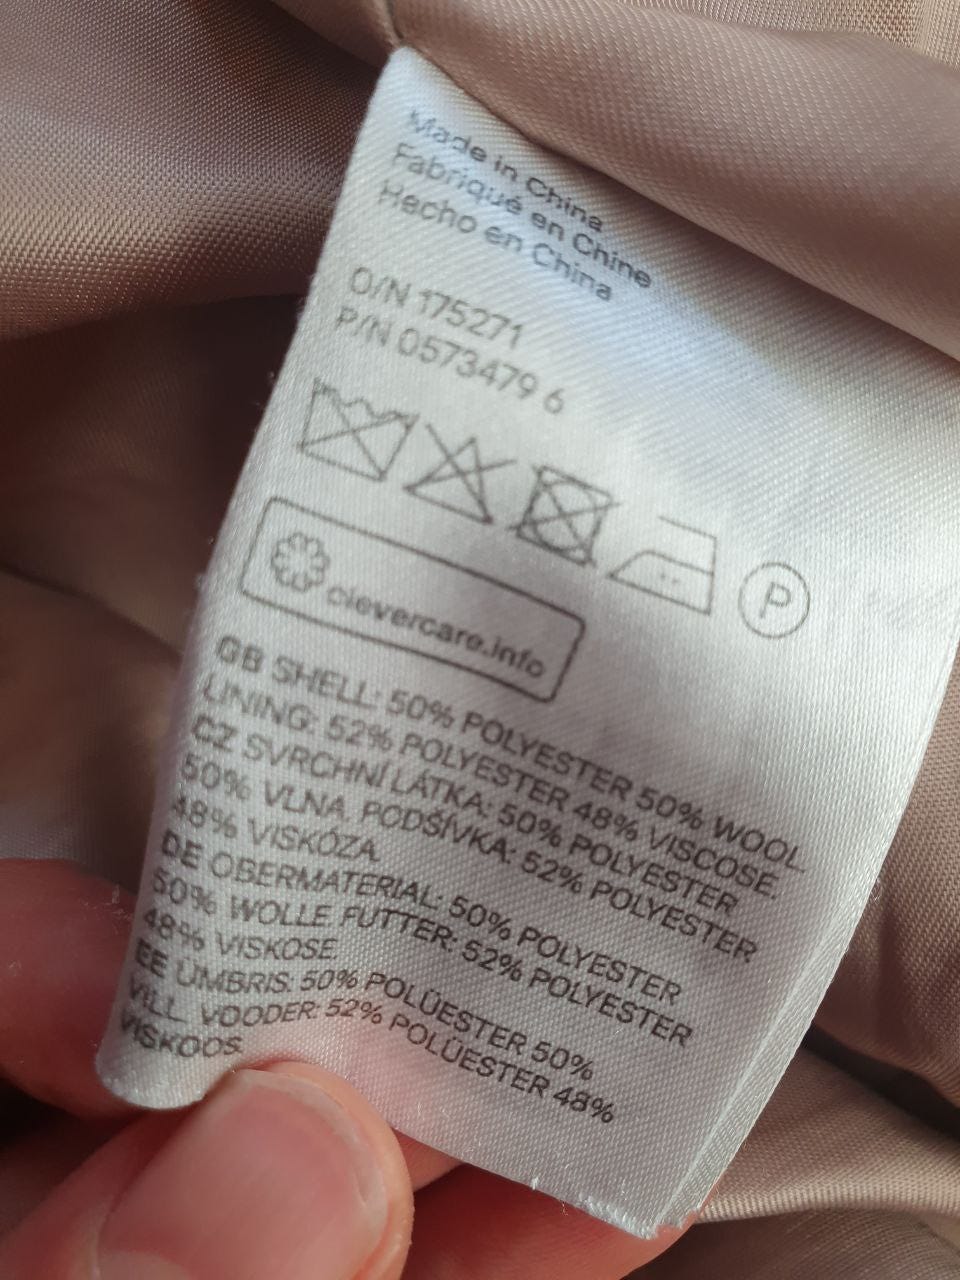 Made in China
Fabriqué en Chine
Hecho en China
O/N 175271
P/N 0573479 6
P
clevercare.info
GB SHELL: 50% POLYESTER 50% WOOL.
LINING: 52% POLYESTER 48% VISCOSE.
CZ SVRCHNÍ LÁTKA: 50% POLYESTER
50% VLNA. PODŠÍVKA: 52% POLYESTER
48% VISKÓZA.
DE OBERMATERIAL: 50% POLYESTER
50% WOLLE. FUTTER: 52% POLYESTER
48% VISKOSE.
EE ÜMBRIS: 50% POLÜESTER 50%
VILL. VOODER: 52% POLÜESTER 48%
VISKOOS.